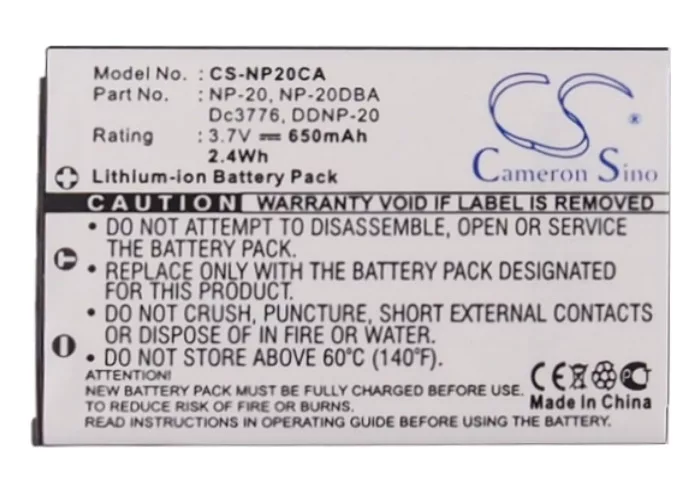 Model No. : CS-NP20CA
Part No. : NP-20, NP-20DBA
Dc3776, DDNP-20
Rating : 3.7V ⎓ 650mAh
2.4Wh
Lithium-ion Battery Pack
CS
®
Cameron Sino
CAUTION WARRANTY VOID IF LABEL IS REMOVED
• DO NOT ATTEMPT TO DISASSEMBLE, OPEN OR SERVICE
THE BATTERY PACK.
• REPLACE ONLY WITH THE BATTERY PACK DESIGNATED
FOR THIS PRODUCT.
• DO NOT CRUSH, PUNCTURE, SHORT EXTERNAL CONTACTS
OR DISPOSE OF IN FIRE OR WATER.
• DO NOT STORE ABOVE 60°C (140°F).
ATTENTION!
NEW BATTERY PACK MUST BE FULLY CHARGED BEFORE USE
TO REDUCE RISK OF FIRE OR BURNS.
READ INSTRUCTIONS ON BATTERY CHARGER BEFORE USE.
CE
Made In China